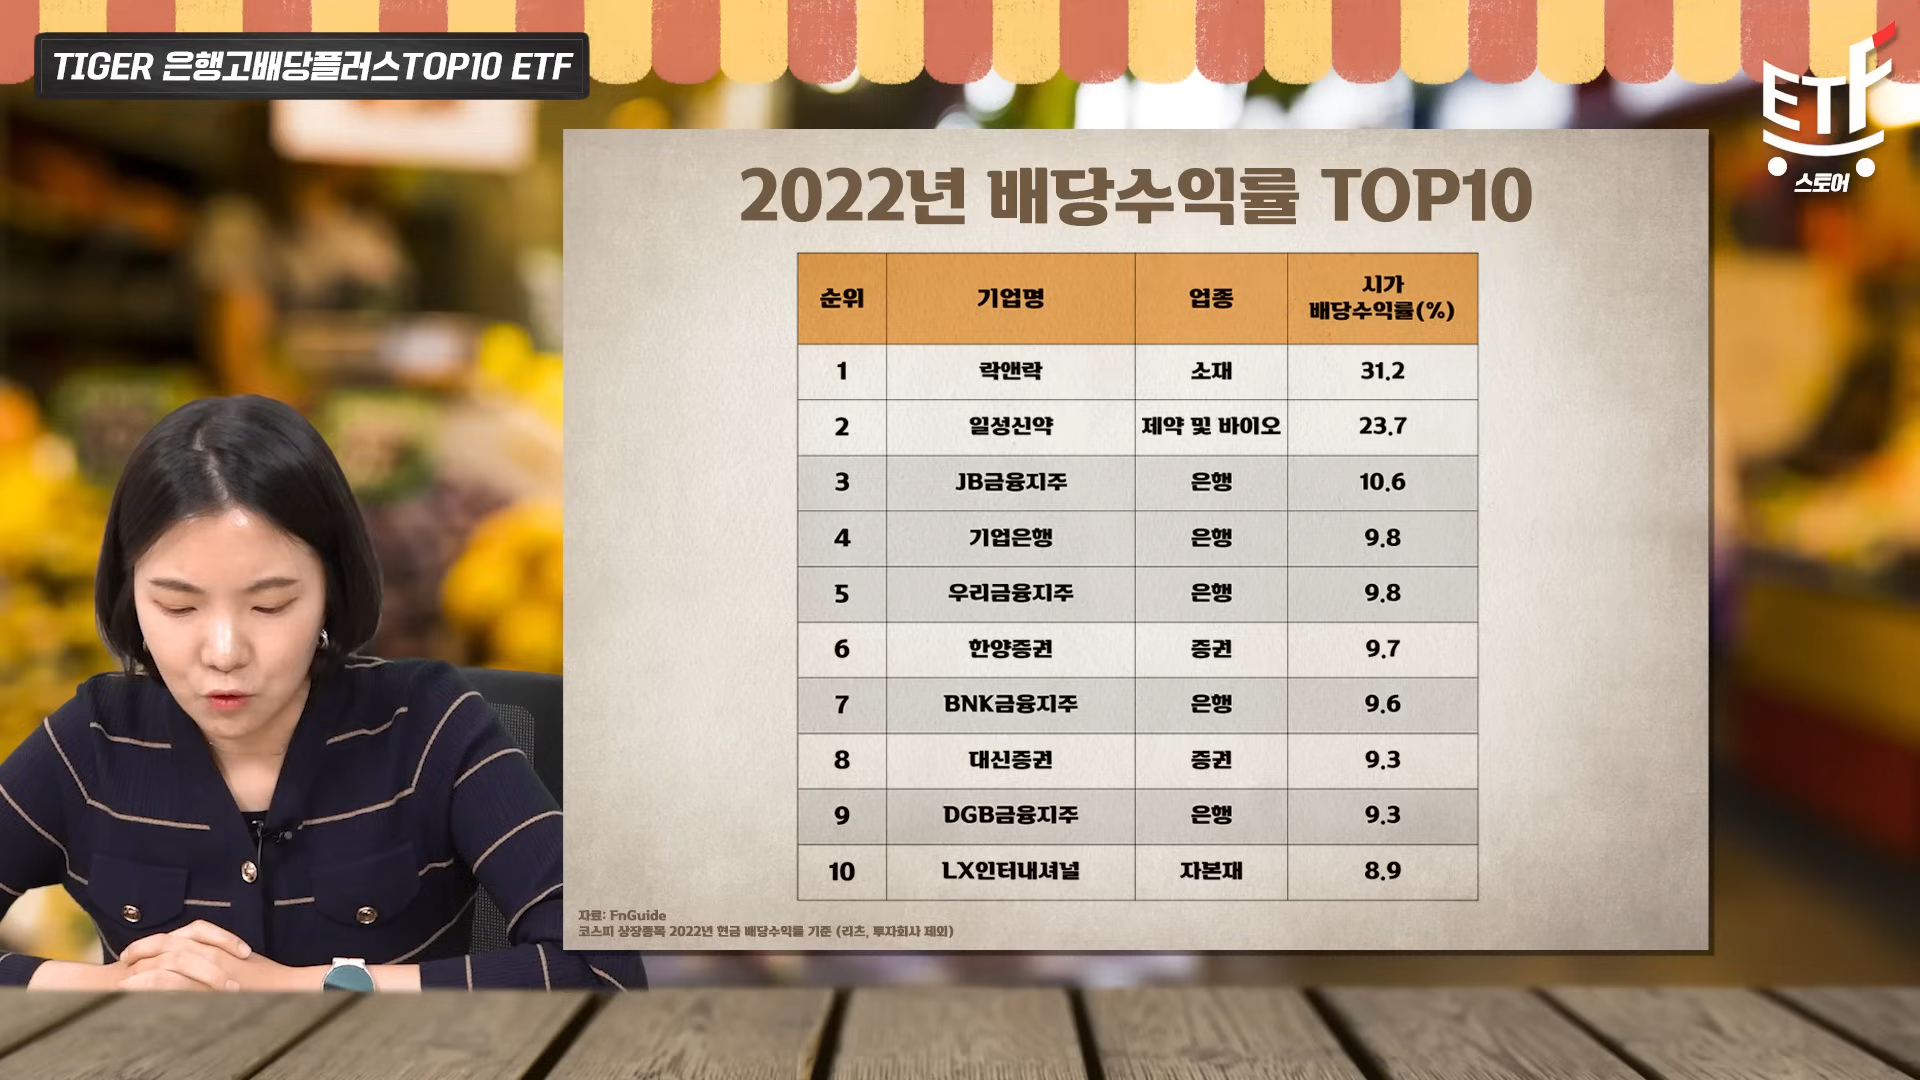 TIGER 은행고배당플러스TOP10 ETF
ETF
스토어
2022년 배당수익률 TOP10
순위 기업명 업종 시가 배당수익률(%)
1 락앤락 소재 31.2
2 일성신약 제약 및 바이오 23.7
3 JB금융지주 은행 10.6
4 기업은행 은행 9.8
5 우리금융지주 은행 9.8
6 한양증권 증권 9.7
7 BNK금융지주 은행 9.6
8 대신증권 증권 9.3
9 DGB금융지주 은행 9.3
10 LX인터내셔널 자본재 8.9
자료: FnGuide
코스피 상장종목 2022년 현금 배당수익률 기준 (리츠, 투자회사 제외)